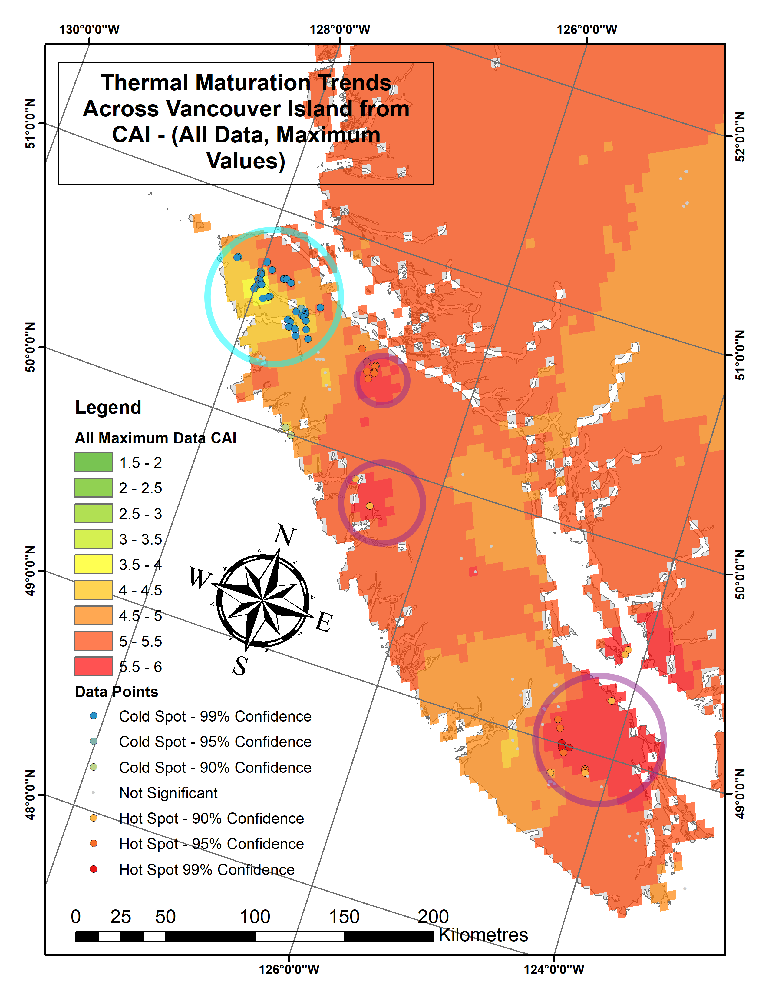 130°0'0"W
128°0'0"W
126°0'0"W
Thermal Maturation Trends
Across Vancouver Island from
CAI - (All Data, Maximum
Values)
51°0'0"N
50°0'0"N
49°0'0"N
48°0'0"N
52°0'0"N
51°0'0"N
50°0'0"N
49°0'0"N
Legend
All Maximum Data CAI
1.5 - 2
2 - 2.5
2.5 - 3
3 - 3.5
3.5 - 4
4 - 4.5
4.5 - 5
5 - 5.5
5.5 - 6
Data Points
Cold Spot - 99% Confidence
Cold Spot - 95% Confidence
Cold Spot - 90% Confidence
Not Significant
Hot Spot - 90% Confidence
Hot Spot - 95% Confidence
Hot Spot 99% Confidence
N
W
E
S
0 25 50 100 150 200
Kilometres
126°0'0"W
124°0'0"W